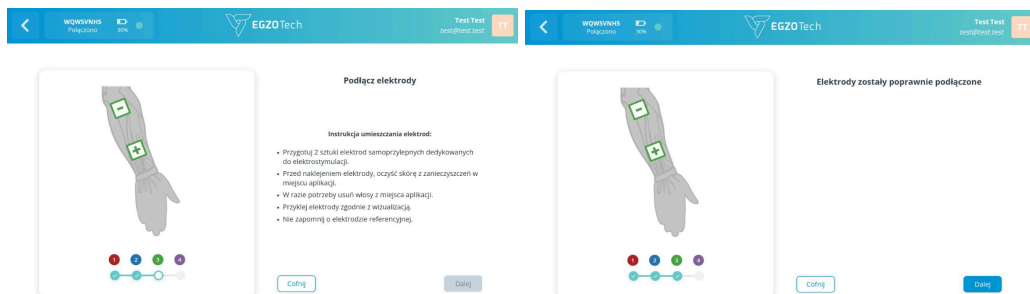 WQW5VNH5
Połączono
30%
EGZOTech
Test Test
test@test.test
TT
Podłącz elektrody
Instrukcja umieszczania elektrod:
• Przygotuj 2 sztuki elektrod samoprzylepnych dedykowanych
do elektrostymulacji.
• Przed naklejeniem elektrody, oczyść skórę z zanieczyszczeń w
miejscu aplikacji.
• W razie potrzeby usuń włosy z miejsca aplikacji.
• Przyklej elektrody zgodnie z wizualizacją.
• Nie zapomnij o elektrodzie referencyjnej.
1 2 3 4
Cofnij
Dalej
WQW5VNH5
Połączono
30%
EGZOTech
Test Test
test@test.test
TT
Elektrody zostały poprawnie podłączone
1 2 3 4
Cofnij
Dalej